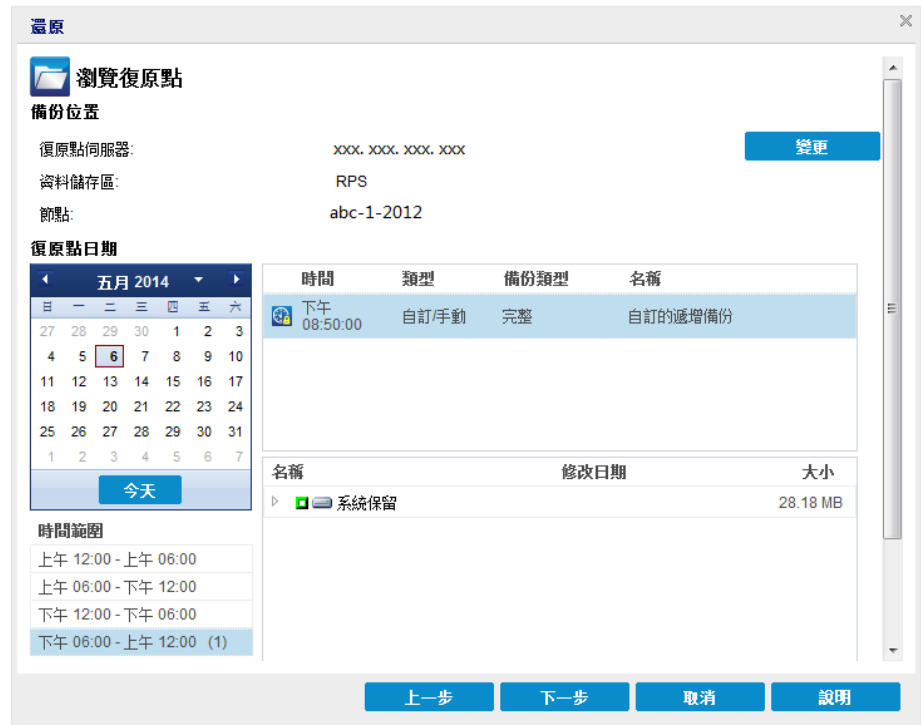 還原
瀏覽復原點
備份位置
復原點伺服器: xxx. xxx. xxx. xxx 變更
資料儲存區: RPS
節點: abc-1-2012
復原點日期
五月 2014
日 一 二 三 四 五 六
27 28 29 30 1 2 3
4 5 6 7 8 9 10
11 12 13 14 15 16 17
18 19 20 21 22 23 24
25 26 27 28 29 30 31
1 2 3 4 5 6 7
今天
時間範圍
上午 12:00 - 上午 06:00
上午 06:00 - 下午 12:00
下午 12:00 - 下午 06:00
下午 06:00 - 上午 12:00 (1)
時間 類型 備份類型 名稱
下午
08:50:00 自訂/手動 完整 自訂的遞增備份
名稱 修改日期 大小
系統保留 28.18 MB
上一步 下一步 取消 說明